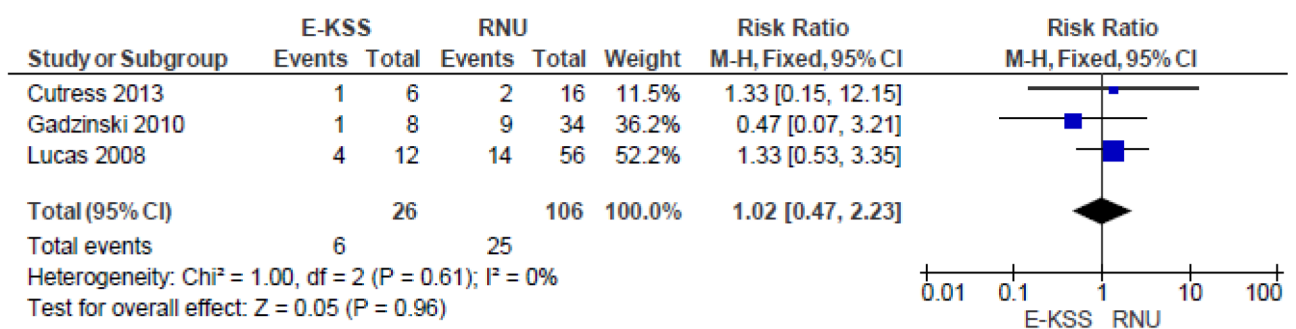 E-KSS RNU Risk Ratio Risk Ratio
Study or Subgroup Events Total Events Total Weight M-H, Fixed, 95% CI M-H, Fixed, 95% CI
Cutress 2013 1 6 2 16 11.5% 1.33 [0.15, 12.15]
Gadzinski 2010 1 8 9 34 36.2% 0.47 [0.07, 3.21]
Lucas 2008 4 12 14 56 52.2% 1.33 [0.53, 3.35]
Total (95% CI) 26 106 100.0% 1.02 [0.47, 2.23]
Total events 6 25
Heterogeneity: Chi² = 1.00, df = 2 (P = 0.61); I² = 0%
Test for overall effect: Z = 0.05 (P = 0.96)
0.01 0.1 1 10 100
E-KSS RNU